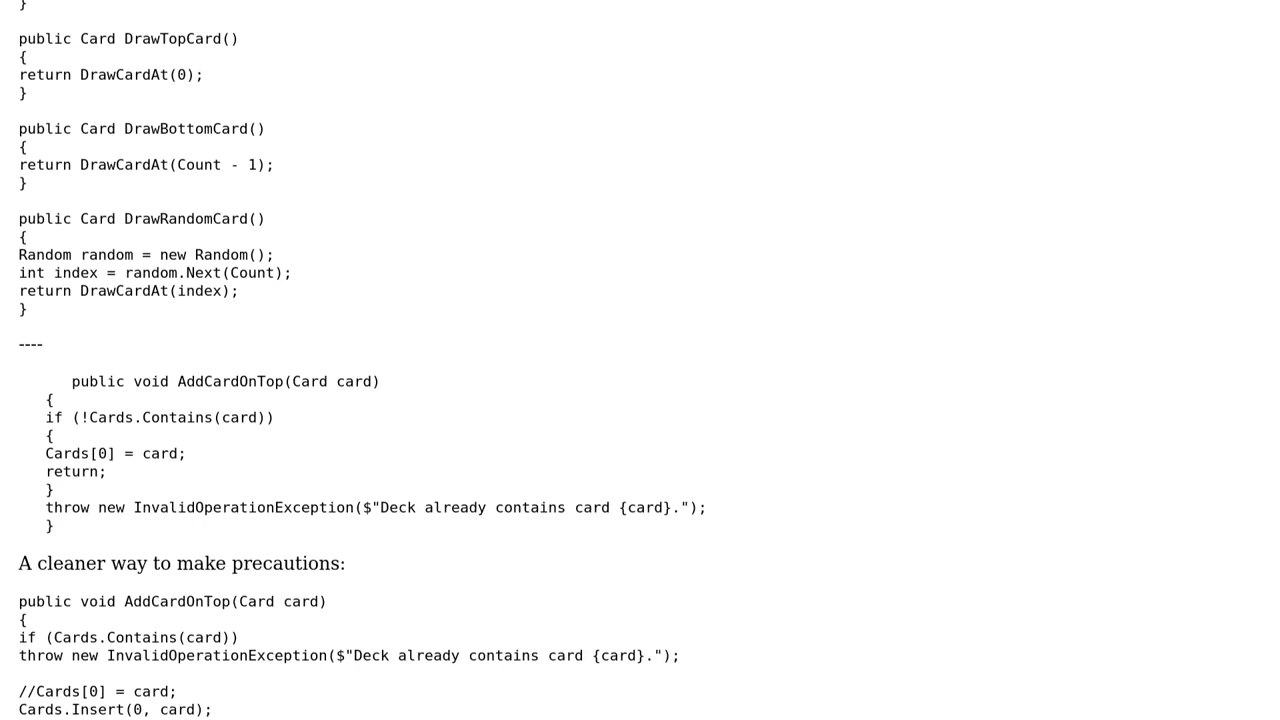 }
public Card DrawTopCard()
{
return DrawCardAt(0);
}
public Card DrawBottomCard()
{
return DrawCardAt(Count - 1);
}
public Card DrawRandomCard()
{
Random random = new Random();
int index = random.Next(Count);
return DrawCardAt(index);
}
----
public void AddCardOnTop(Card card)
{
if (!Cards.Contains(card))
{
Cards[0] = card;
return;
}
throw new InvalidOperationException($"Deck already contains card {card}.");
}
A cleaner way to make precautions:
public void AddCardOnTop(Card card)
{
if (Cards.Contains(card))
throw new InvalidOperationException($"Deck already contains card {card}.");
//Cards[0] = card;
Cards.Insert(0, card);